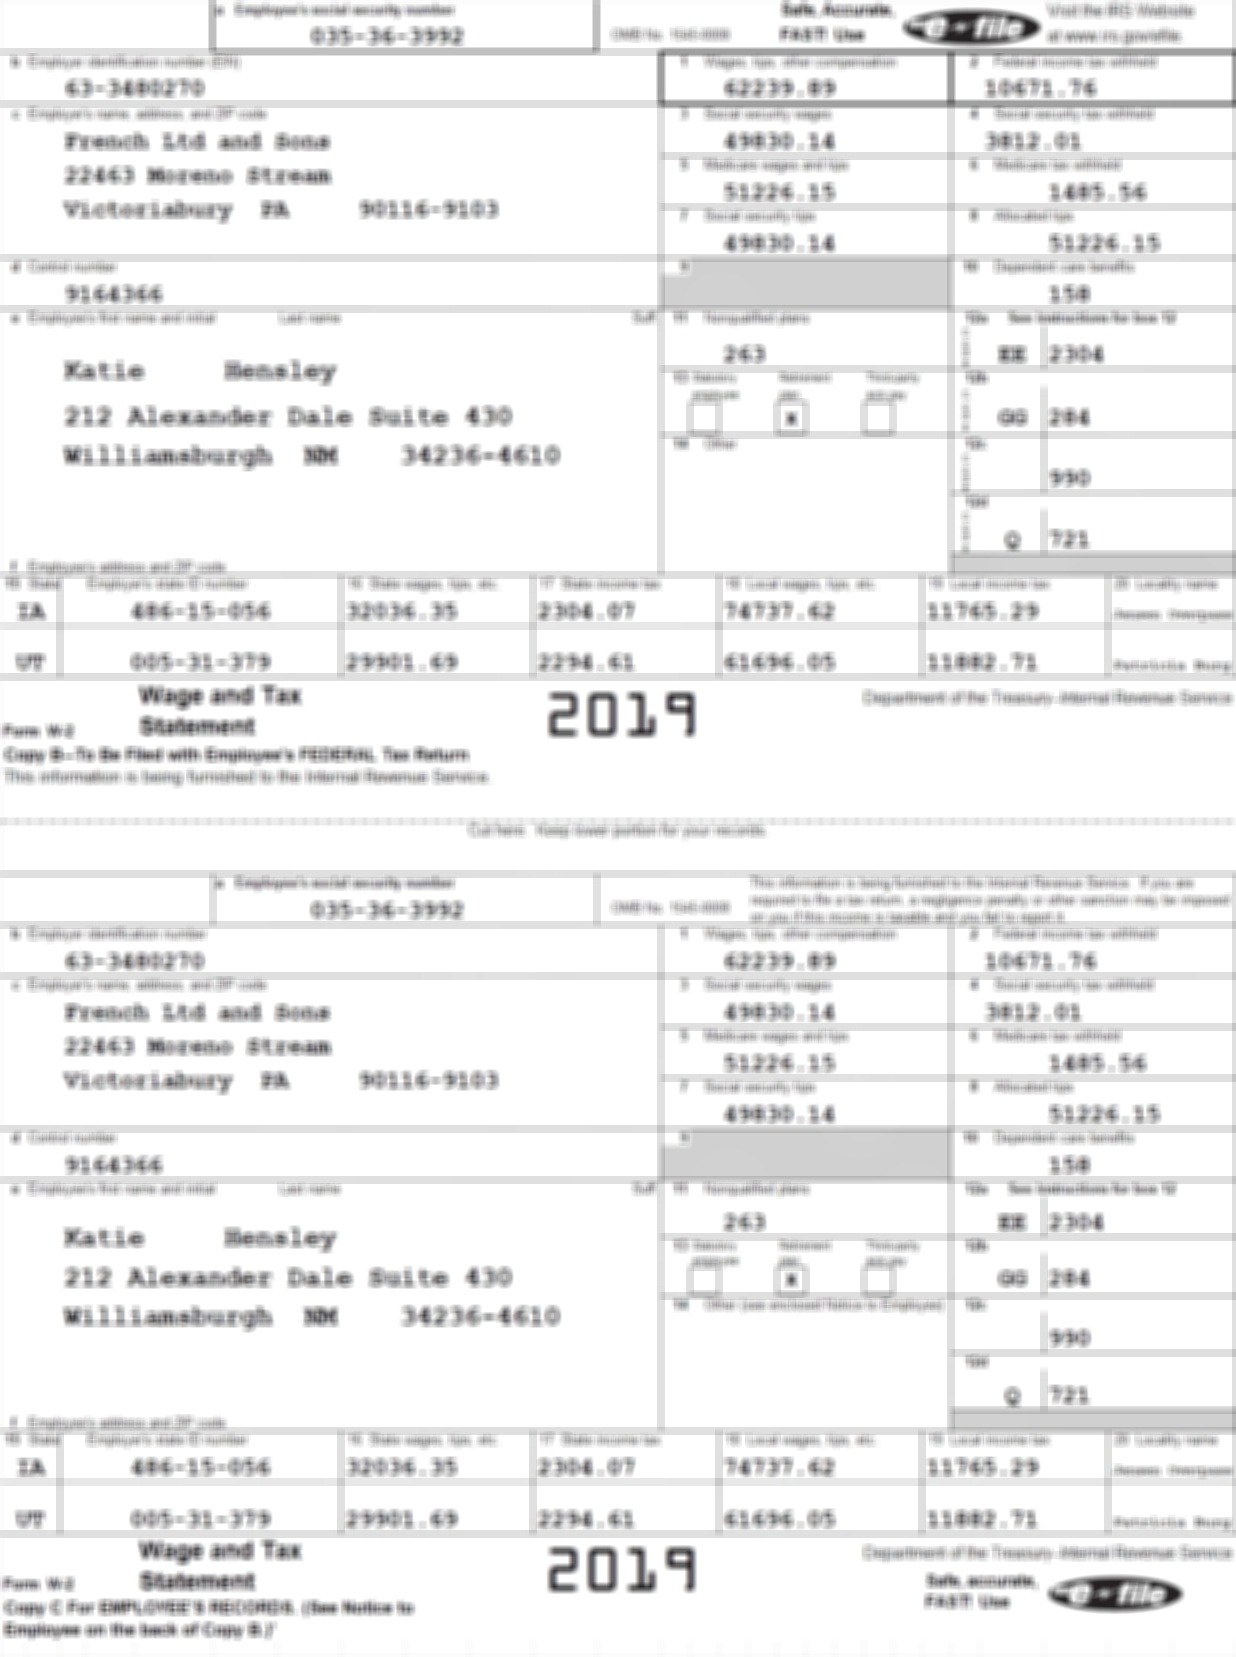 a Employee's social security number
035-36-3992
OMB No. 1545-0008
Safe, Accurate,
FAST! Use
e-file
Visit the IRS Website
at www.irs.gov/efile
b Employer identification number (EIN)
63-3480270
1 Wages, tips, other compensation
62239.89
2 Federal income tax withheld
10671.76
c Employer's name, address, and ZIP code
French Ltd and Sons
22463 Moreno Stream
Victoriabury PA 90116-9103
3 Social security wages
49830.14
4 Social security tax withheld
3812.01
5 Medicare wages and tips
51226.15
6 Medicare tax withheld
1485.56
7 Social security tips
49830.14
8 Allocated tips
51226.15
d Control number
9164366
9
10 Dependent care benefits
158
e Employee's first name and initial Last name Suff.
Katie Hensley
212 Alexander Dale Suite 430
Williamsburgh NM 34236-4610
11 Nonqualified plans
263
12a See instructions for box 12
EE 2304
13 Statutory employee Retirement plan Third-party sick pay
x
12b
GG 284
14 Other
12c
990
12d
Q 721
f Employee's address and ZIP code
15 State Employer's state ID number 16 State wages, tips, etc. 17 State income tax 18 Local wages, tips, etc. 19 Local income tax 20 Locality name
IA 486-15-056 32036.35 2304.07 74737.62 11765.29
UT 005-31-379 29901.69 2294.61 61696.05 11882.71
Wage and Tax
Statement
Form W-2
2019
Department of the Treasury-Internal Revenue Service
Copy B-To Be Filed with Employee's FEDERAL Tax Return
This information is being furnished to the Internal Revenue Service.
Cut here. Keep lower portion for your records.
a Employee's social security number
035-36-3992
OMB No. 1545-0008
This information is being furnished to the Internal Revenue Service. If you are
required to file a tax return, a negligence penalty or other sanction may be imposed
on you if this income is taxable and you fail to report it.
b Employer identification number
63-3480270
1 Wages, tips, other compensation
62239.89
2 Federal income tax withheld
10671.76
c Employer's name, address, and ZIP code
French Ltd and Sons
22463 Moreno Stream
Victoriabury PA 90116-9103
3 Social security wages
49830.14
4 Social security tax withheld
3812.01
5 Medicare wages and tips
51226.15
6 Medicare tax withheld
1485.56
7 Social security tips
49830.14
8 Allocated tips
51226.15
d Control number
9164366
9
10 Dependent care benefits
158
e Employee's first name and initial Last name Suff.
Katie Hensley
212 Alexander Dale Suite 430
Williamsburgh NM 34236-4610
11 Nonqualified plans
263
12a See instructions for box 12
EE 2304
13 Statutory employee Retirement plan Third-party sick pay
x
12b
GG 284
14 Other (see enclosed Notice to Employee)
12c
990
12d
Q 721
f Employee's address and ZIP code
15 State Employer's state ID number 16 State wages, tips, etc. 17 State income tax 18 Local wages, tips, etc. 19 Local income tax 20 Locality name
IA 486-15-056 32036.35 2304.07 74737.62 11765.29
UT 005-31-379 29901.69 2294.61 61696.05 11882.71
Wage and Tax
Statement
Form W-2
2019
Department of the Treasury-Internal Revenue Service
Safe, accurate,
FAST! Use
e-file
Copy C For EMPLOYEE'S RECORDS. (See Notice to
Employee on the back of Copy B.)